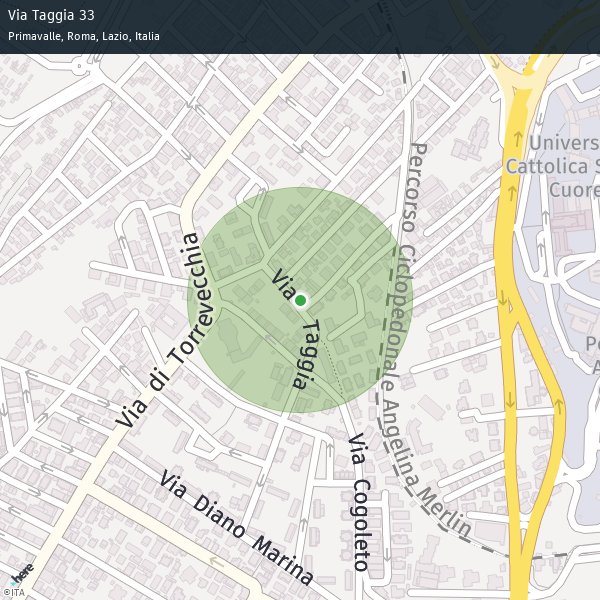 Via Taggia 33
Primavalle, Roma, Lazio, Italia
Univers
Cattolica S
Cuore
Percorso Ciclopedonale Angelina Merlin
Via di Torrevecchia
Via Taggia
Via Cogoleto
Via Diano Marina
Po
A
here
©ITA